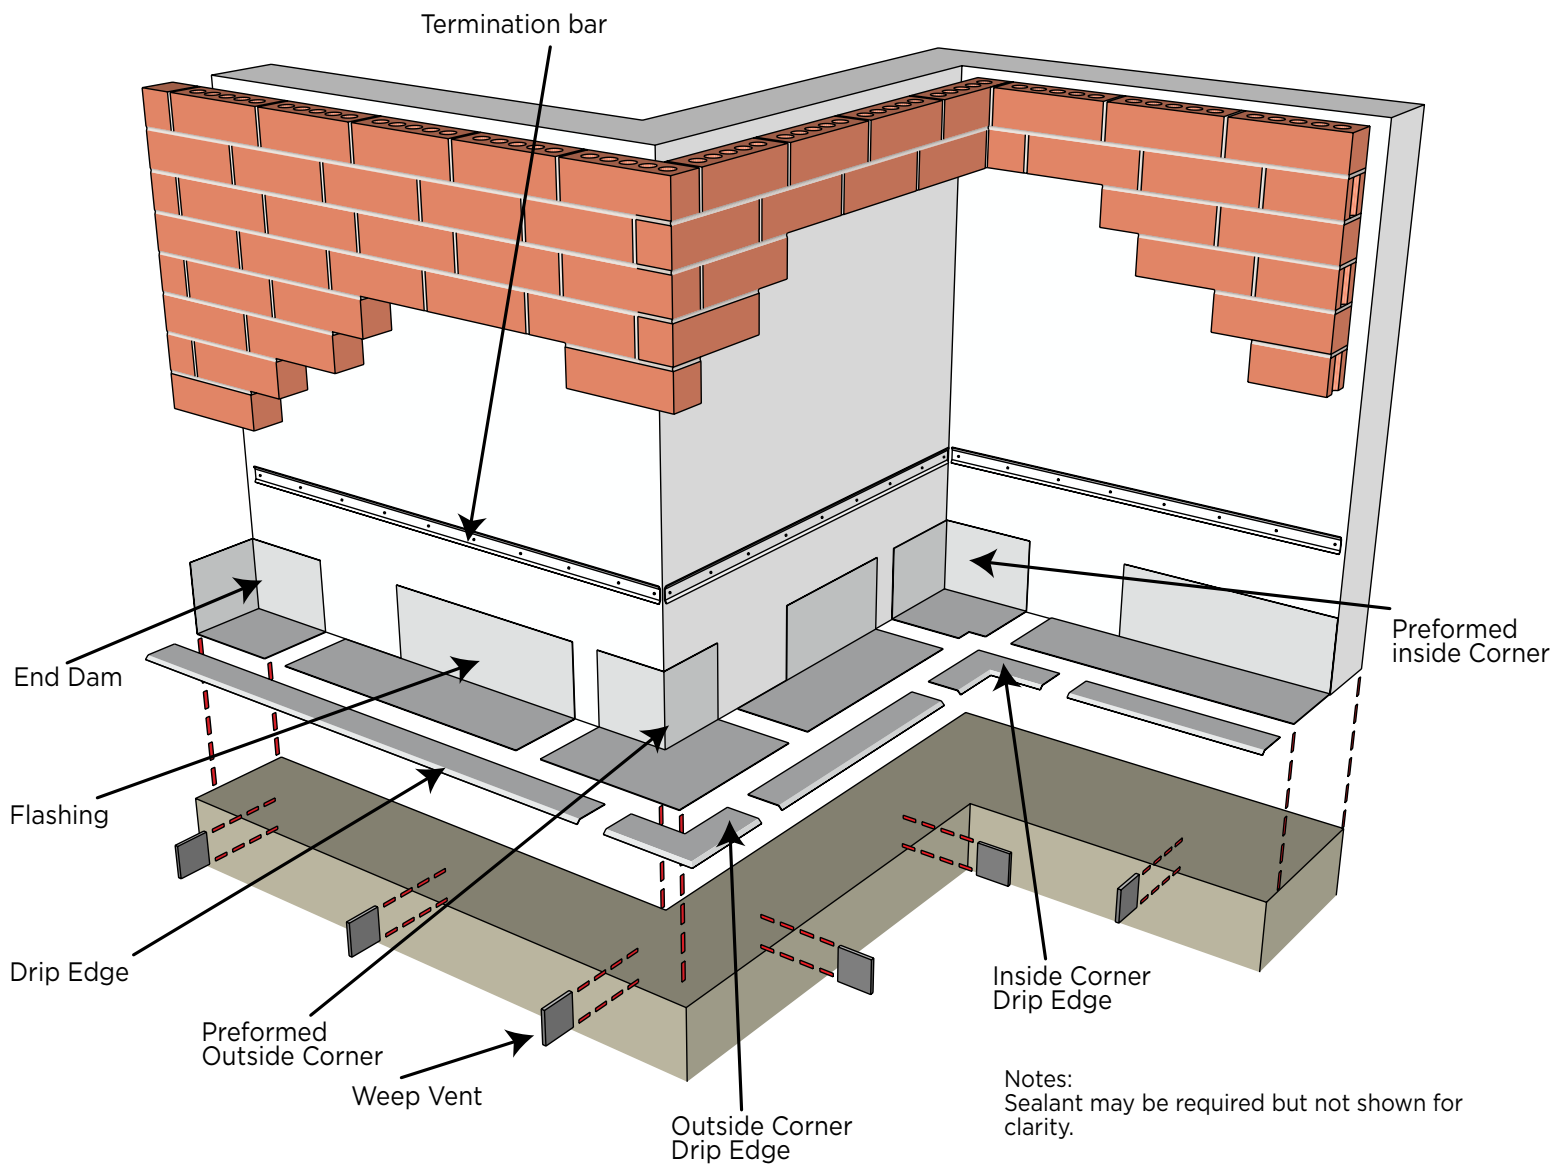 Termination bar
Preformed
inside Corner
End Dam
Flashing
Drip Edge
Preformed
Outside Corner
Weep Vent
Inside Corner
Drip Edge
Outside Corner
Drip Edge
Notes:
Sealant may be required but not shown for
clarity.